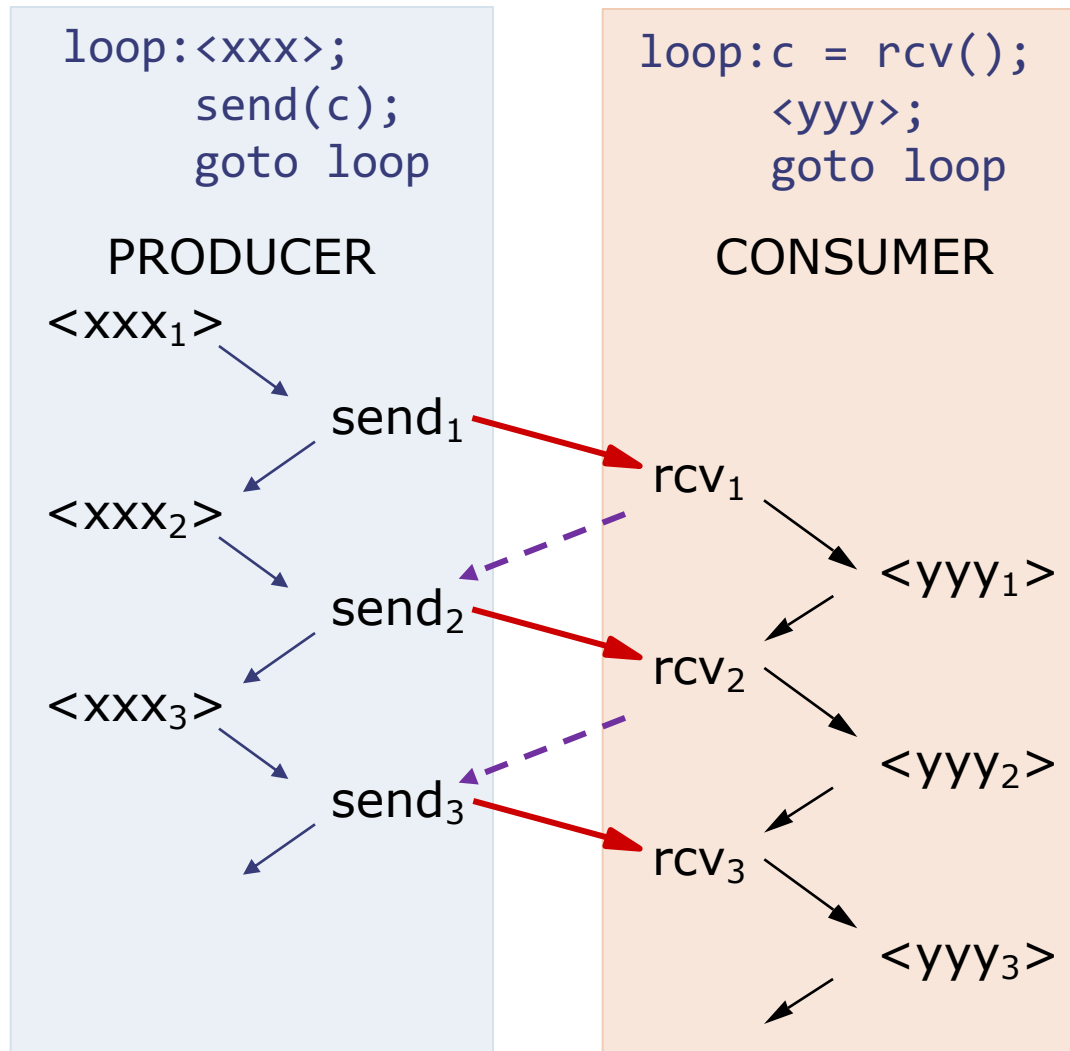 loop:<xxx>;
send(c);
goto loop
PRODUCER
<xxx₁>
send₁
<xxx₂>
send₂
<xxx₃>
send₃
loop:c = rcv();
<yyy>;
goto loop
CONSUMER
rcv₁
<yyy₁>
rcv₂
<yyy₂>
rcv₃
<yyy₃>